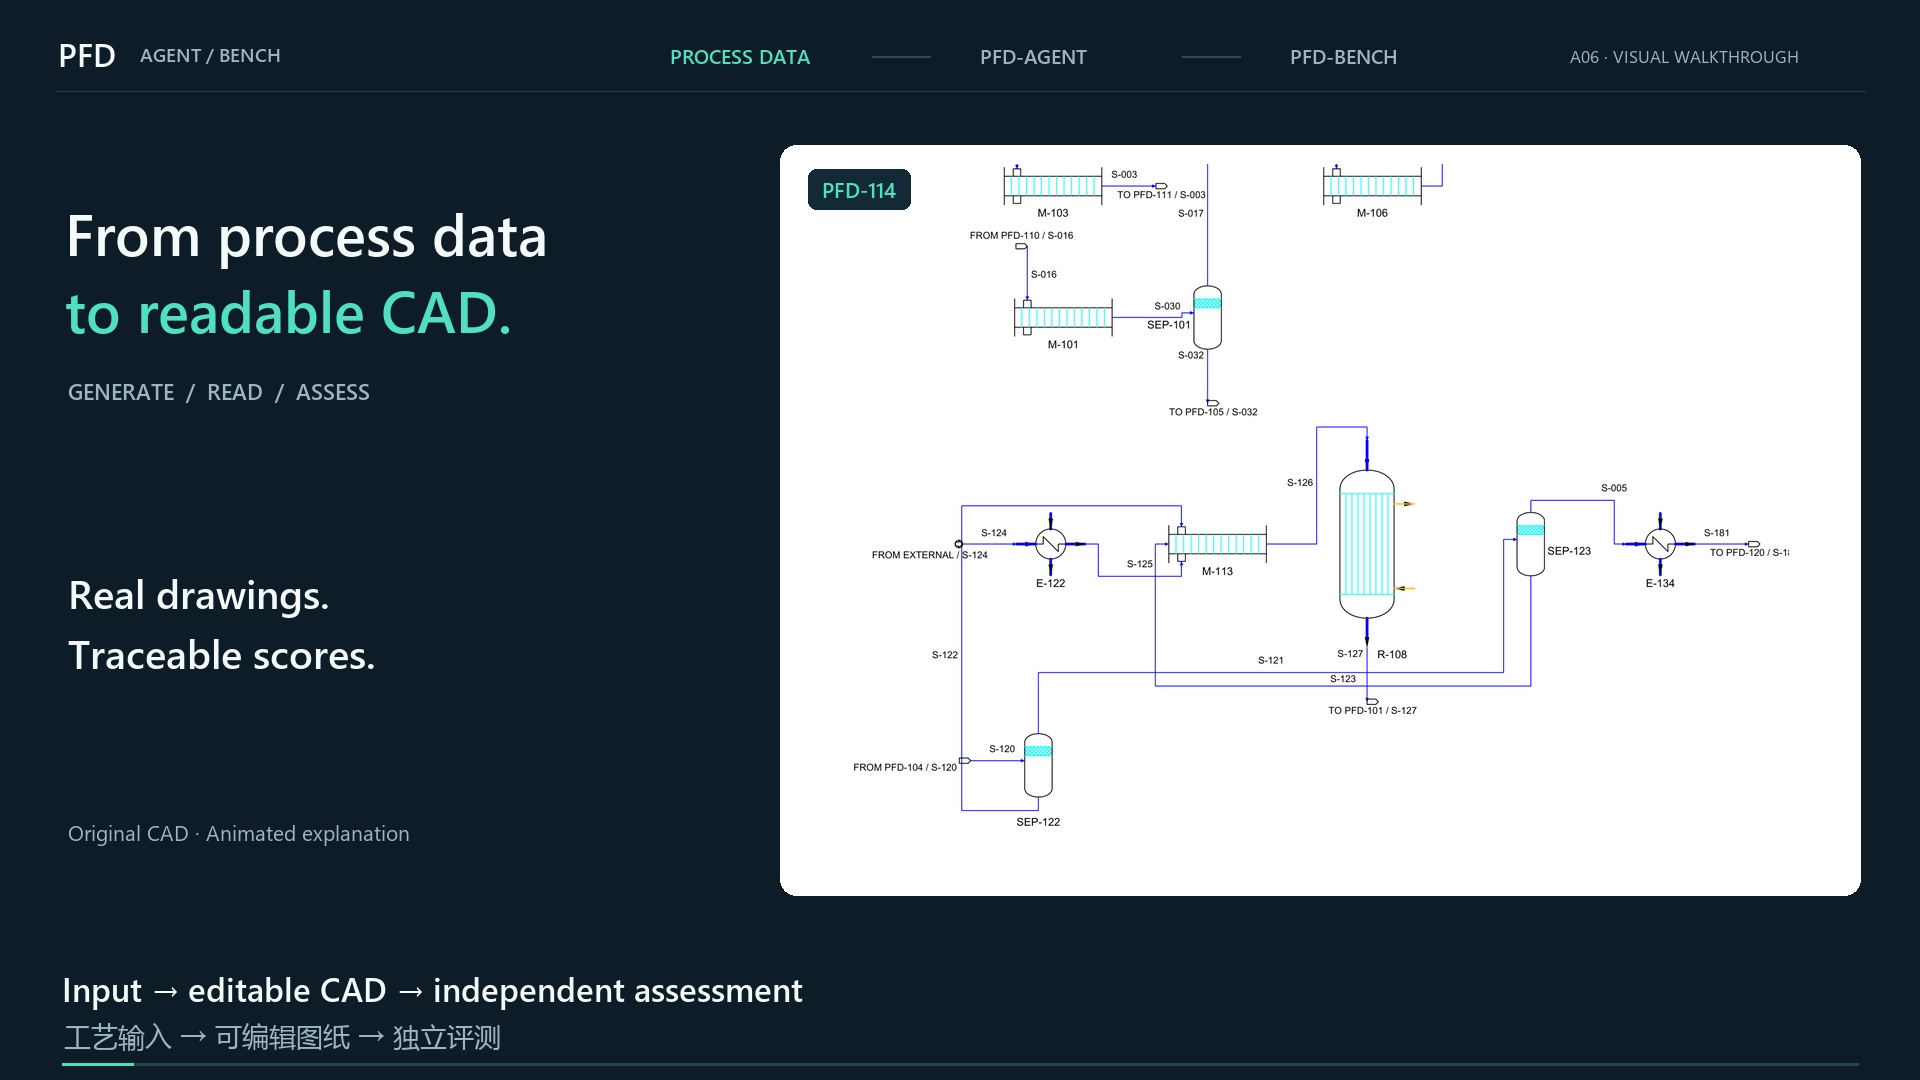 PFD AGENT / BENCH
PROCESS DATA
PFD-AGENT
PFD-BENCH
A06 · VISUAL WALKTHROUGH
From process data
to readable CAD.
GENERATE / READ / ASSESS
Real drawings.
Traceable scores.
Original CAD · Animated explanation
PFD-114
S-003
TO PFD-111 / S-003
M-103
S-017
M-106
FROM PFD-110 / S-016
S-016
S-030
SEP-101
M-101
S-032
TO PFD-105 / S-032
S-126
S-005
S-124
FROM EXTERNAL / S-124
E-122
S-125
M-113
SEP-123
S-181
TO PFD-120 / S-1
E-134
S-122
S-127
R-108
S-121
S-123
TO PFD-101 / S-127
S-120
FROM PFD-104 / S-120
SEP-122
Input → editable CAD → independent assessment
工艺输入 → 可编辑图纸 → 独立评测